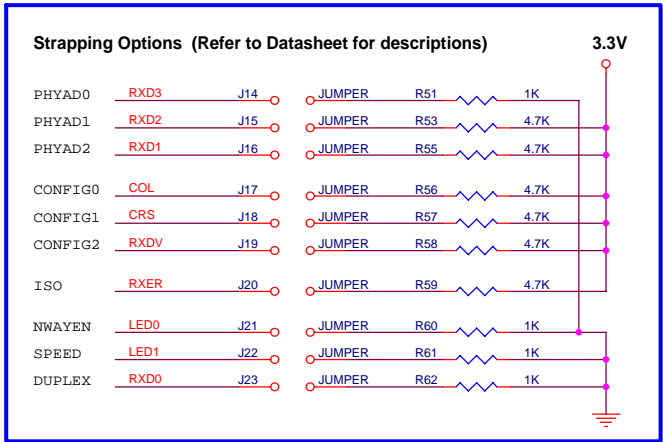 Strapping Options (Refer to Datasheet for descriptions) 3.3V
PHYAD0 RXD3 J14 JUMPER R51 1K
PHYAD1 RXD2 J15 JUMPER R53 4.7K
PHYAD2 RXD1 J16 JUMPER R55 4.7K
CONFIG0 COL J17 JUMPER R56 4.7K
CONFIG1 CRS J18 JUMPER R57 4.7K
CONFIG2 RXDV J19 JUMPER R58 4.7K
ISO RXER J20 JUMPER R59 4.7K
NWAYEN LED0 J21 JUMPER R60 1K
SPEED LED1 J22 JUMPER R61 1K
DUPLEX RXD0 J23 JUMPER R62 1K